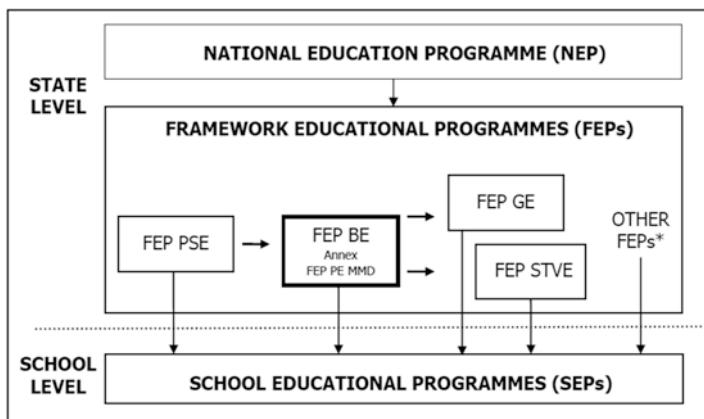 NATIONAL EDUCATION PROGRAMME (NEP)
STATE
LEVEL
FRAMEWORK EDUCATIONAL PROGRAMMES (FEPs)
FEP PSE
FEP BE
Annex
FEP PE MMD
FEP GE
FEP STVE
OTHER
FEPs*
SCHOOL
LEVEL
SCHOOL EDUCATIONAL PROGRAMMES (SEPs)